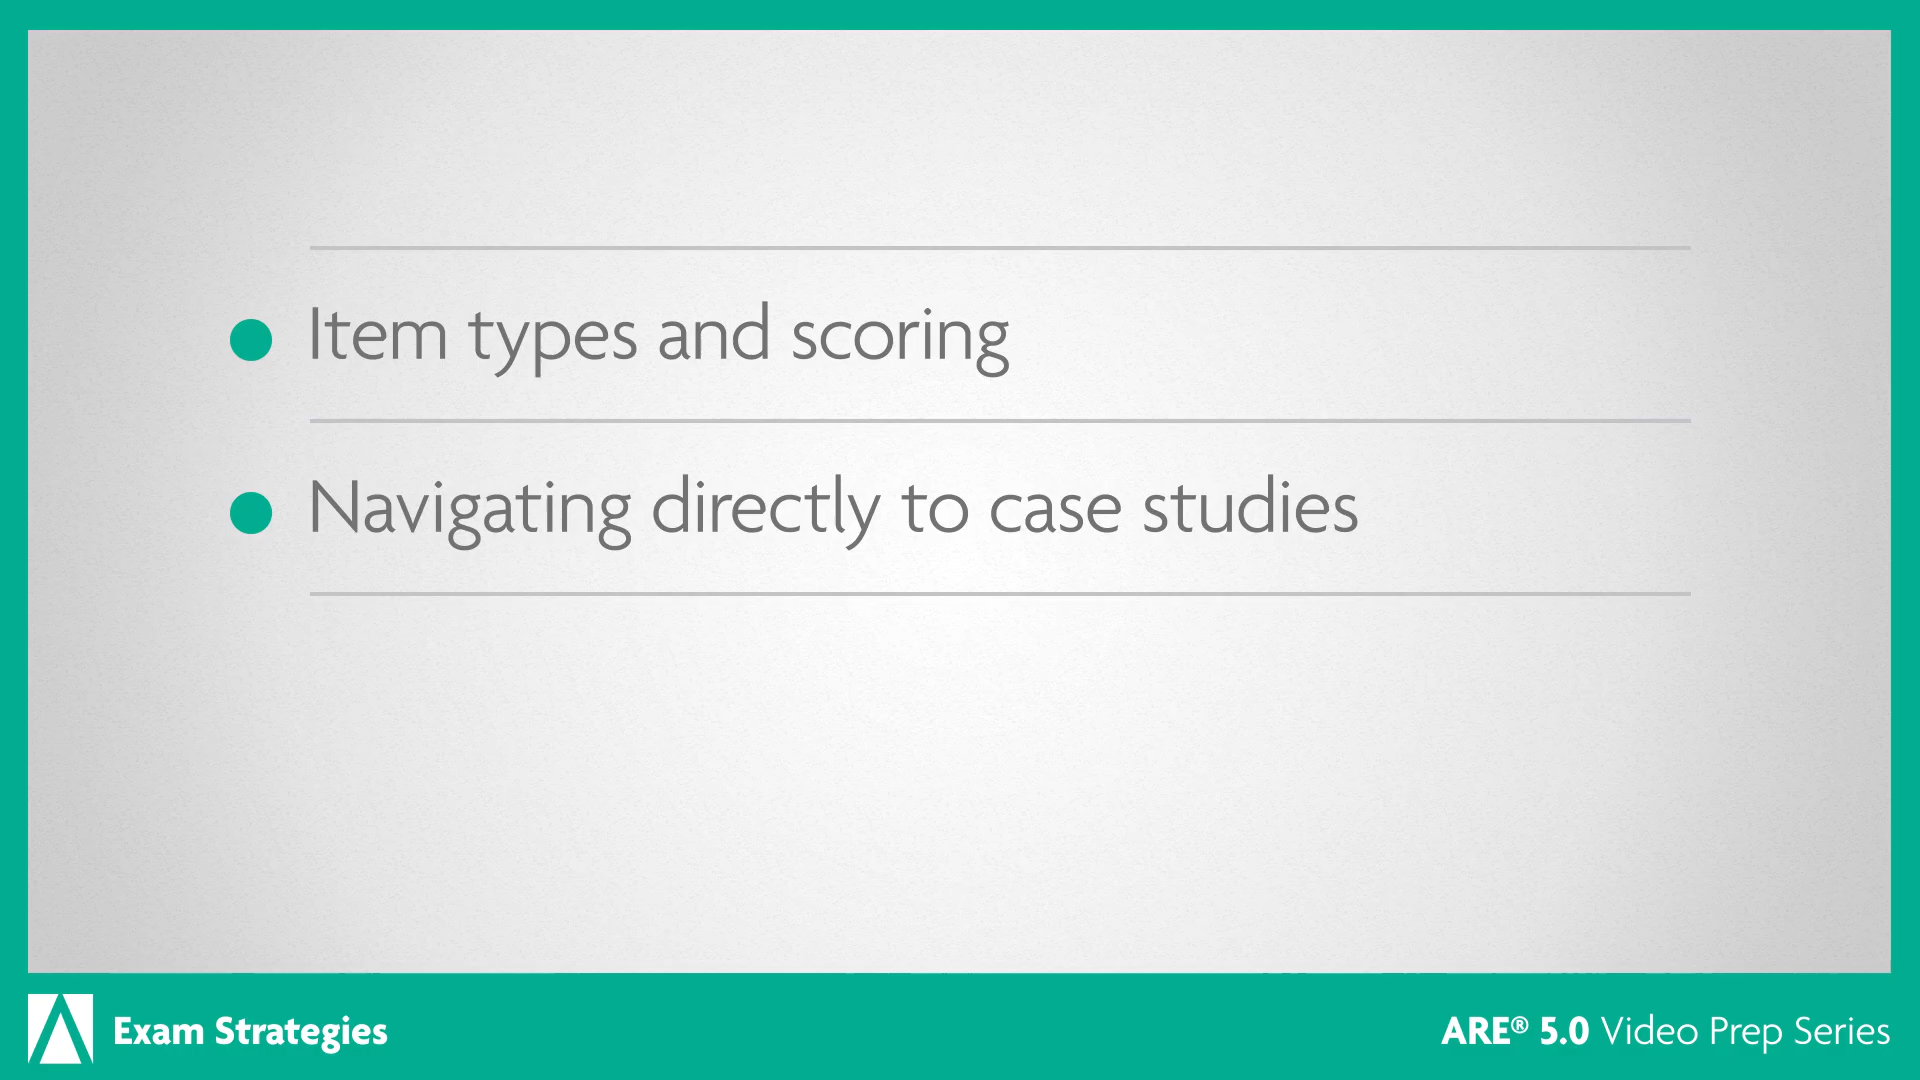 Item types and scoring
Navigating directly to case studies
Exam Strategies
ARE® 5.0 Video Prep Series